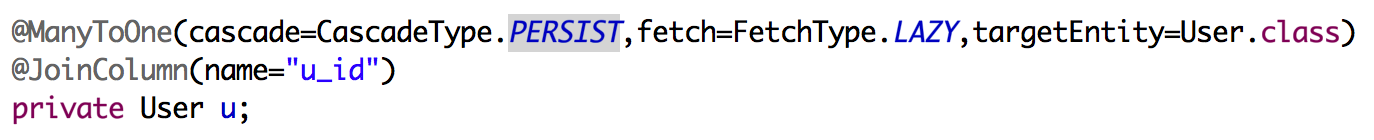 @ManyToOne(cascade=CascadeType.PERSIST,fetch=FetchType.LAZY,targetEntity=User.class)
@JoinColumn(name="u_id")
private User u;